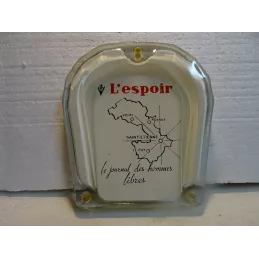 L'espoir
SAINT-ETIENNE
le journal des hommes
libres